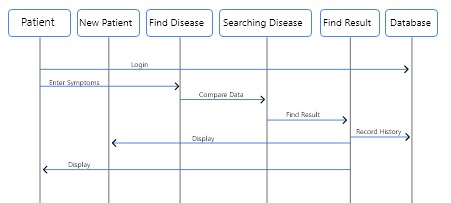 Patient
New Patient
Find Disease
Searching Disease
Find Result
Database
Login
Enter Symptoms
Compare Data
Find Result
Record History
Display
Display